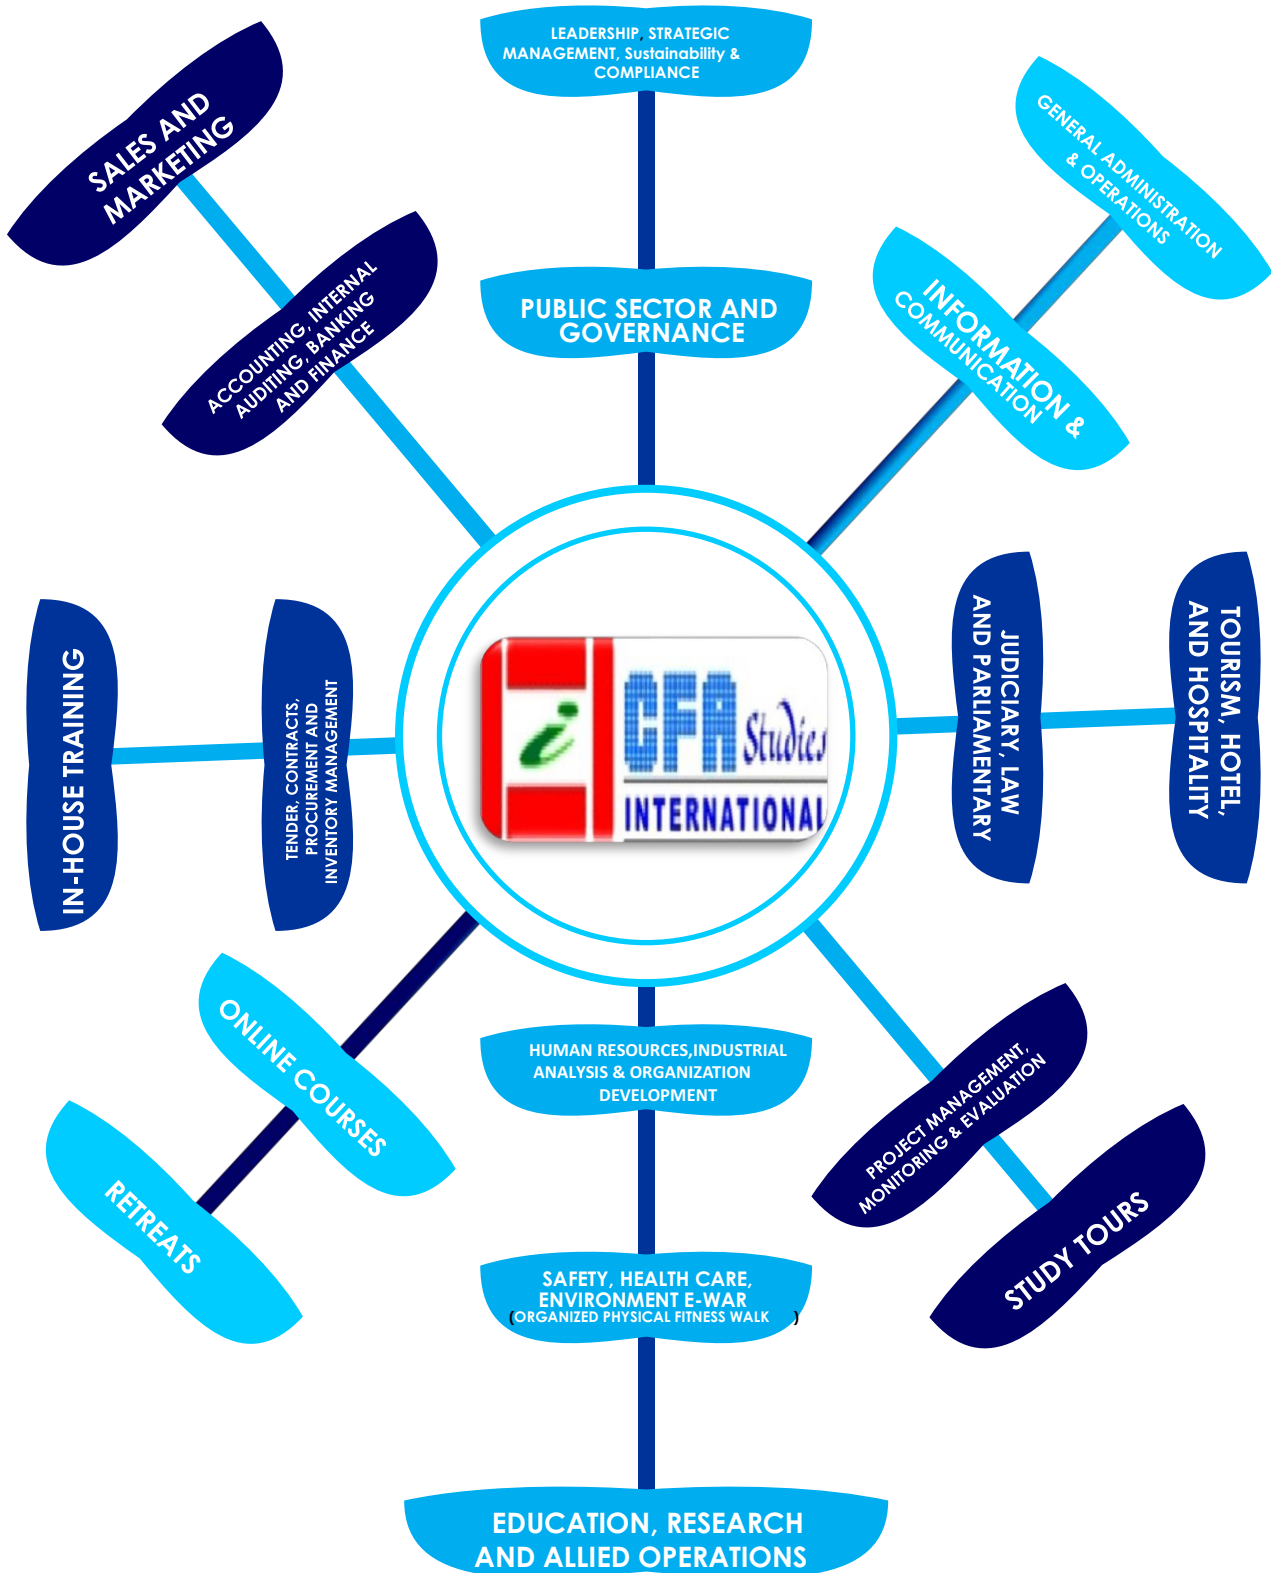 LEADERSHIP, STRATEGIC
MANAGEMENT, Sustainability &
COMPLIANCE
SALES AND
MARKETING
GENERAL ADMINISTRATION
& OPERATIONS
ACCOUNTING, INTERNAL
AUDITING, BANKING
AND FINANCE
PUBLIC SECTOR AND
GOVERNANCE
INFORMATION &
COMMUNICATION
IN-HOUSE TRAINING
TENDER, CONTRACTS,
PROCUREMENT AND
INVENTORY MANAGEMENT
i
CFA Studies
INTERNATIONAL
JUDICIARY, LAW
AND PARLIAMENTARY
TOURISM, HOTEL,
AND HOSPITALITY
ONLINE COURSES
RETREATS
HUMAN RESOURCES,INDUSTRIAL
ANALYSIS & ORGANIZATION
DEVELOPMENT
PROJECT MANAGEMENT,
MONITORING & EVALUATION
STUDY TOURS
SAFETY, HEALTH CARE,
ENVIRONMENT E-WAR
(ORGANIZED PHYSICAL FITNESS WALK )
EDUCATION, RESEARCH
AND ALLIED OPERATIONS